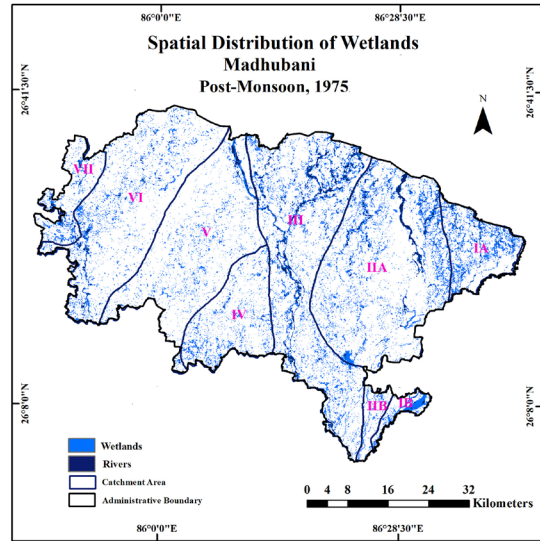 86°0'0"E
86°28'30"E
Spatial Distribution of Wetlands
Madhubani
Post-Monsoon, 1975
26°41'30"N
26°41'30"N
N
VII
VI
III
V
IA
IIA
IV
26°8'0"N
26°8'0"N
IIB
IB
Wetlands
Rivers
Catchment Area
Administrative Boundary
0 4 8 16 24 32
Kilometers
86°0'0"E
86°28'30"E